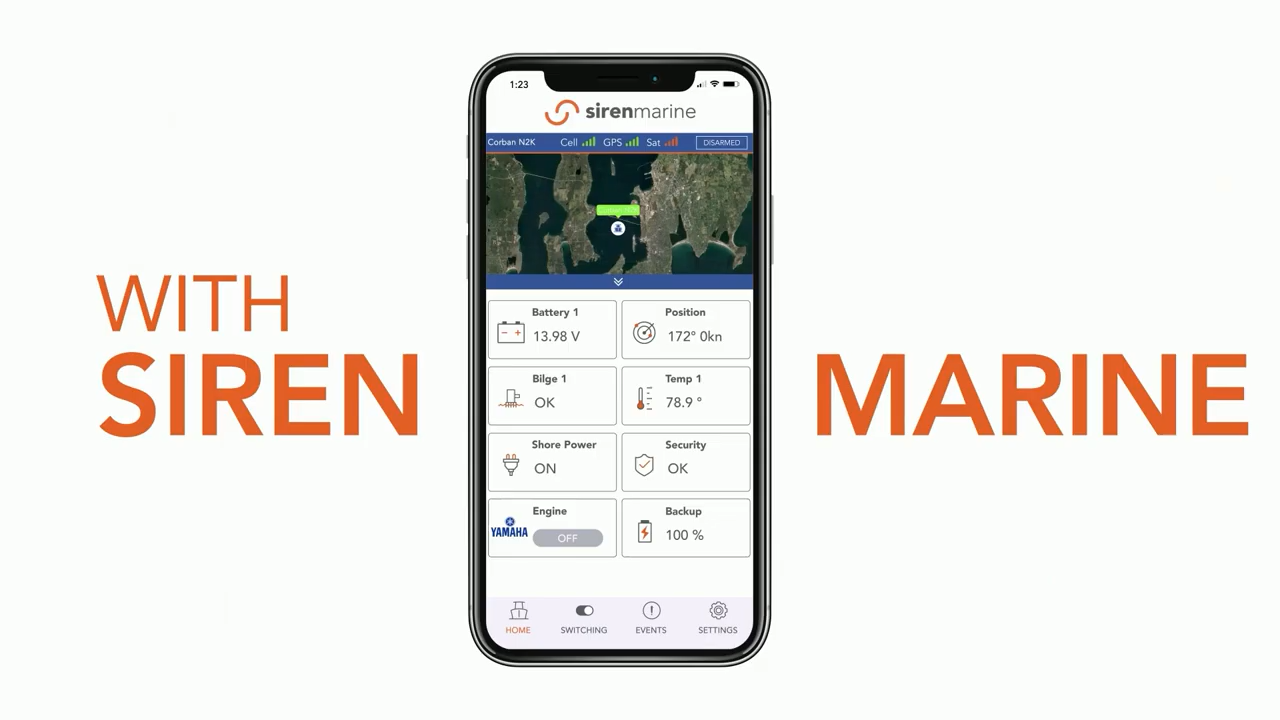 WITH
SIREN MARINE
1:23
sirenmarine
Corban N2K Cell GPS Sat DISARMED
Battery 1
13.98 V
Position
172° 0kn
Bilge 1
OK
Temp 1
78.9 °
Shore Power
ON
Security
OK
Engine
YAMAHA
OFF
Backup
100 %
HOME SWITCHING EVENTS SETTINGS